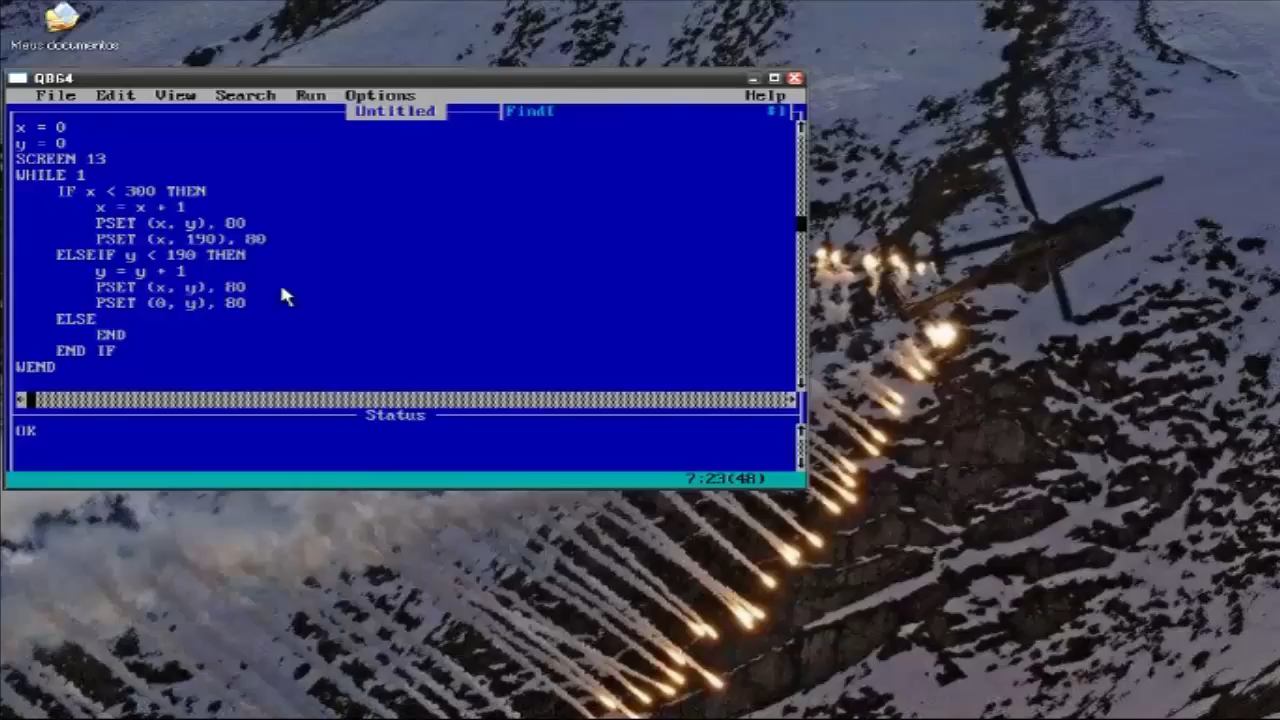 Meus documentos
QB64
File Edit View Search Run Options Help
Untitled Find[
x = 0
y = 0
SCREEN 13
WHILE 1
IF x < 300 THEN
x = x + 1
PSET (x, y), 80
PSET (x, 190), 80
ELSEIF y < 190 THEN
y = y + 1
PSET (x, y), 80
PSET (0, y), 80
ELSE
END
END IF
WEND
Status
OK
7:23(48)